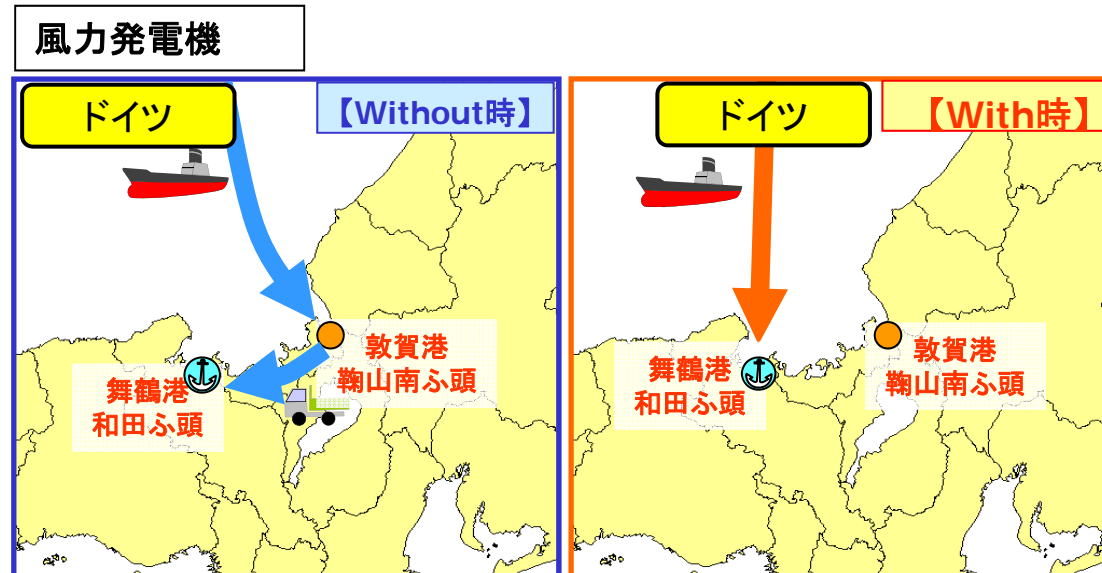 風力発電機
ドイツ
【Without時】
敦賀港
鞠山南ふ頭
舞鶴港
和田ふ頭
ドイツ
【With時】
舞鶴港
和田ふ頭
敦賀港
鞠山南ふ頭